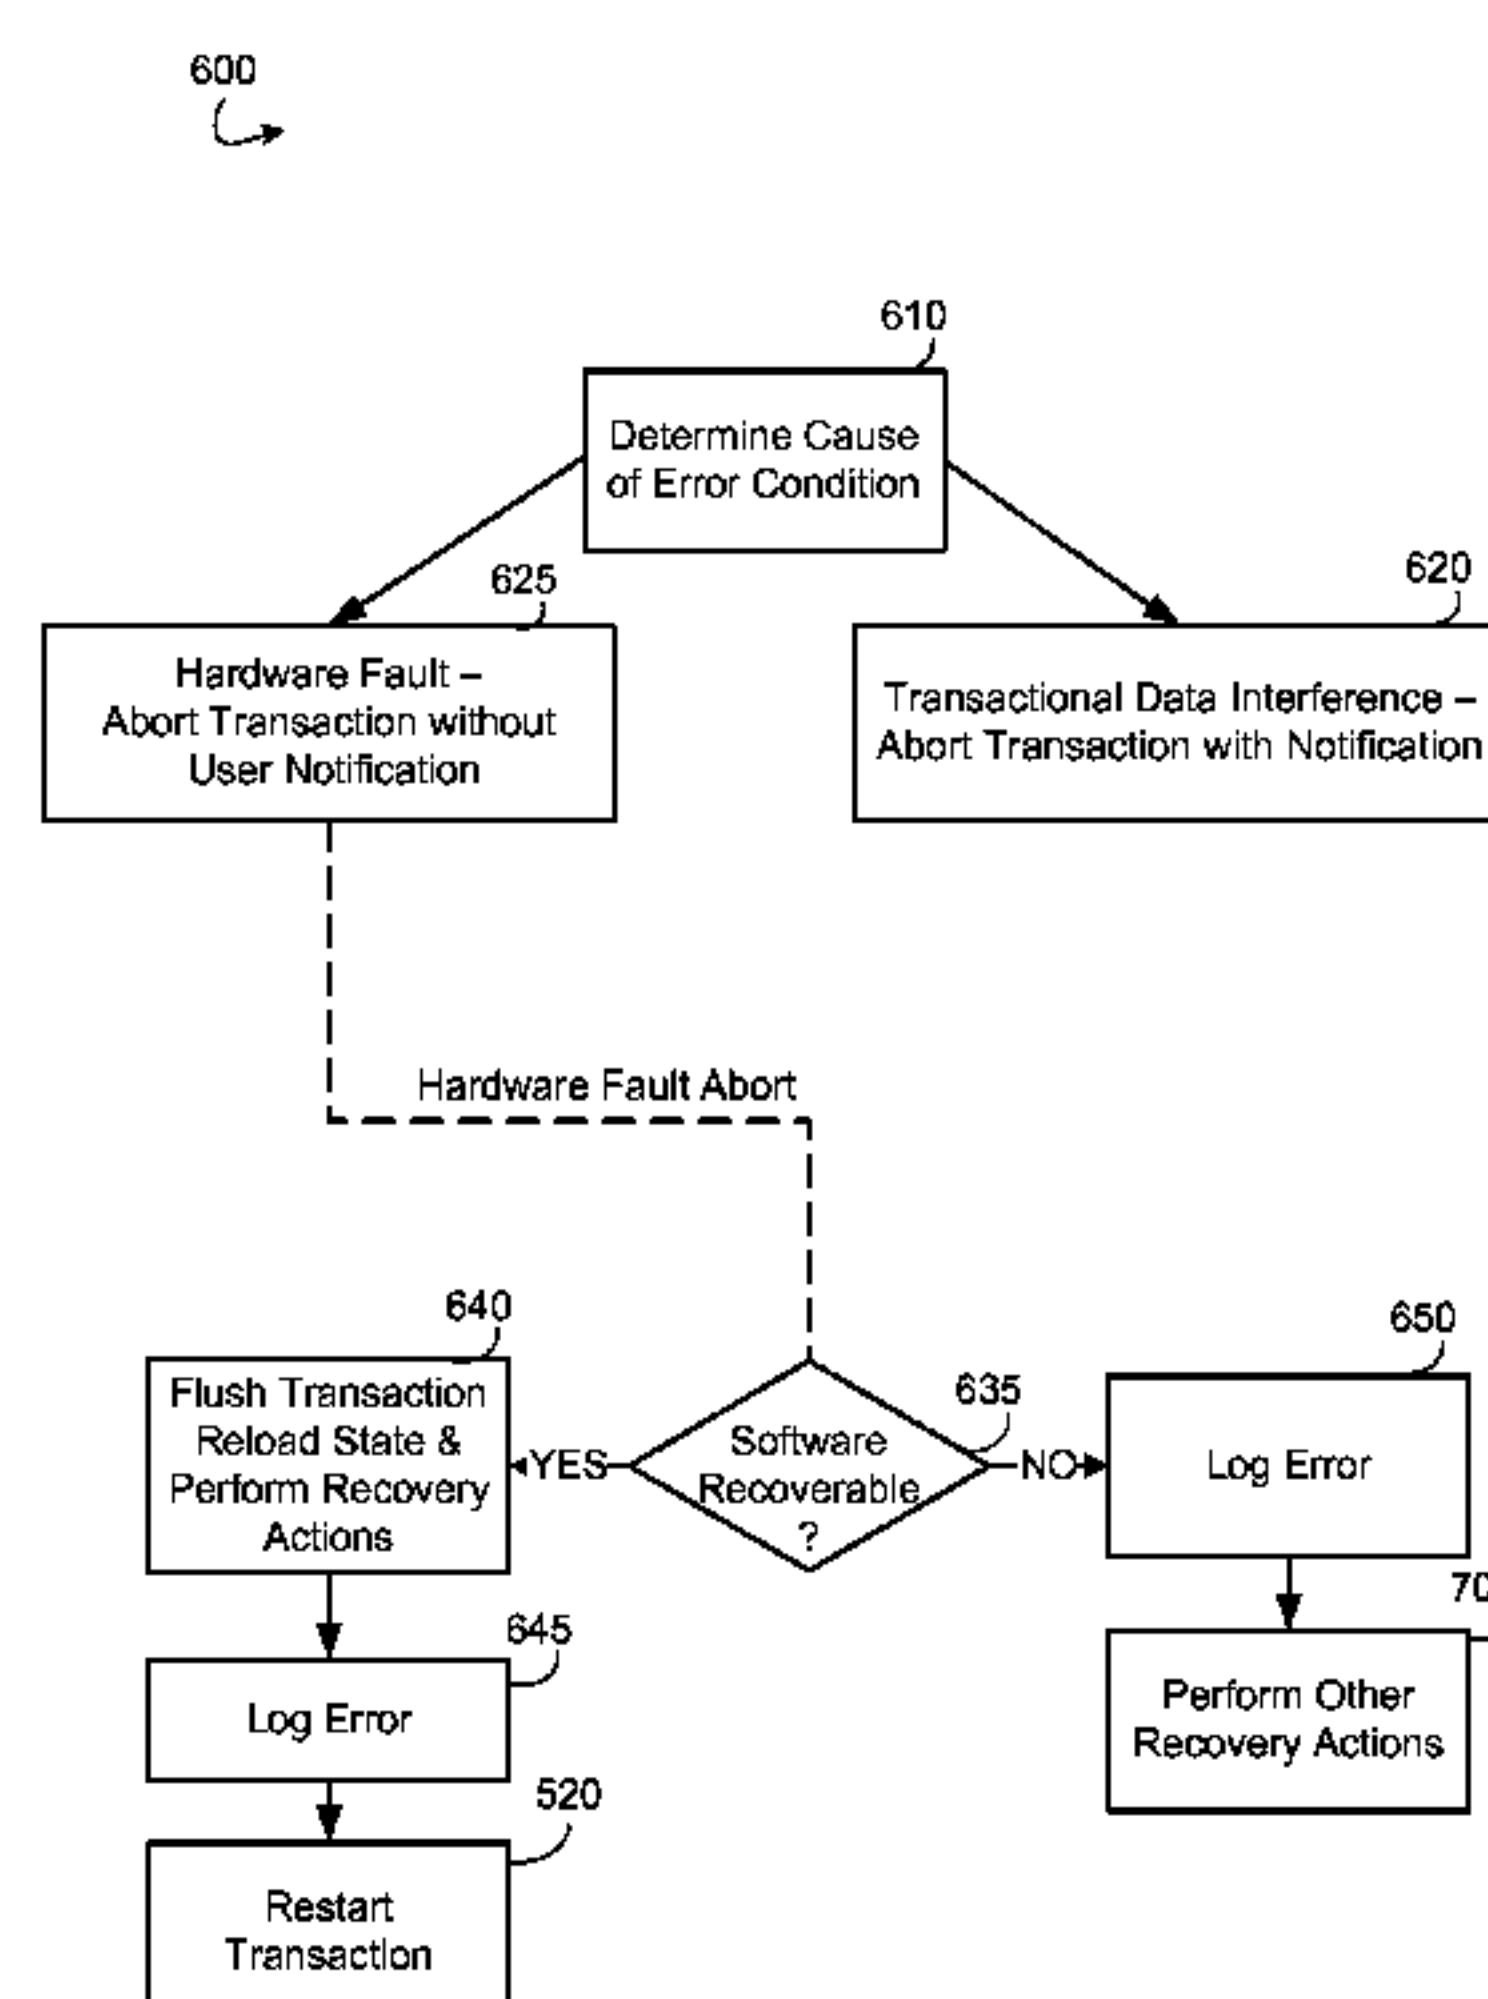 600
610
Determine Cause
of Error Condition
625
620
Hardware Fault –
Abort Transaction without
User Notification
Transactional Data Interference –
Abort Transaction with Notification
Hardware Fault Abort
640
Flush Transaction
Reload State &
Perform Recovery
Actions
YES
635
Software
Recoverable
?
NO
650
Log Error
645
Log Error
70
Perform Other
Recovery Actions
520
Restart
Transaction